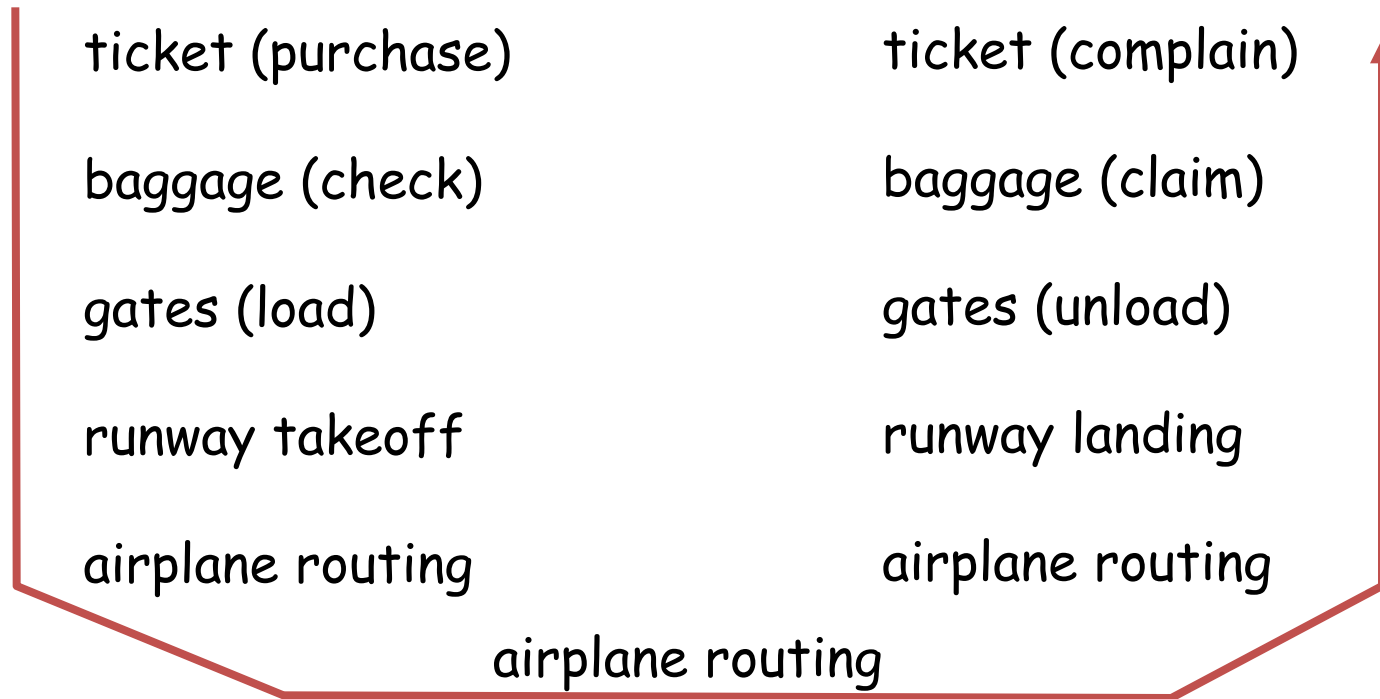 ticket (purchase)
baggage (check)
gates (load)
runway takeoff
airplane routing
airplane routing
ticket (complain)
baggage (claim)
gates (unload)
runway landing
airplane routing